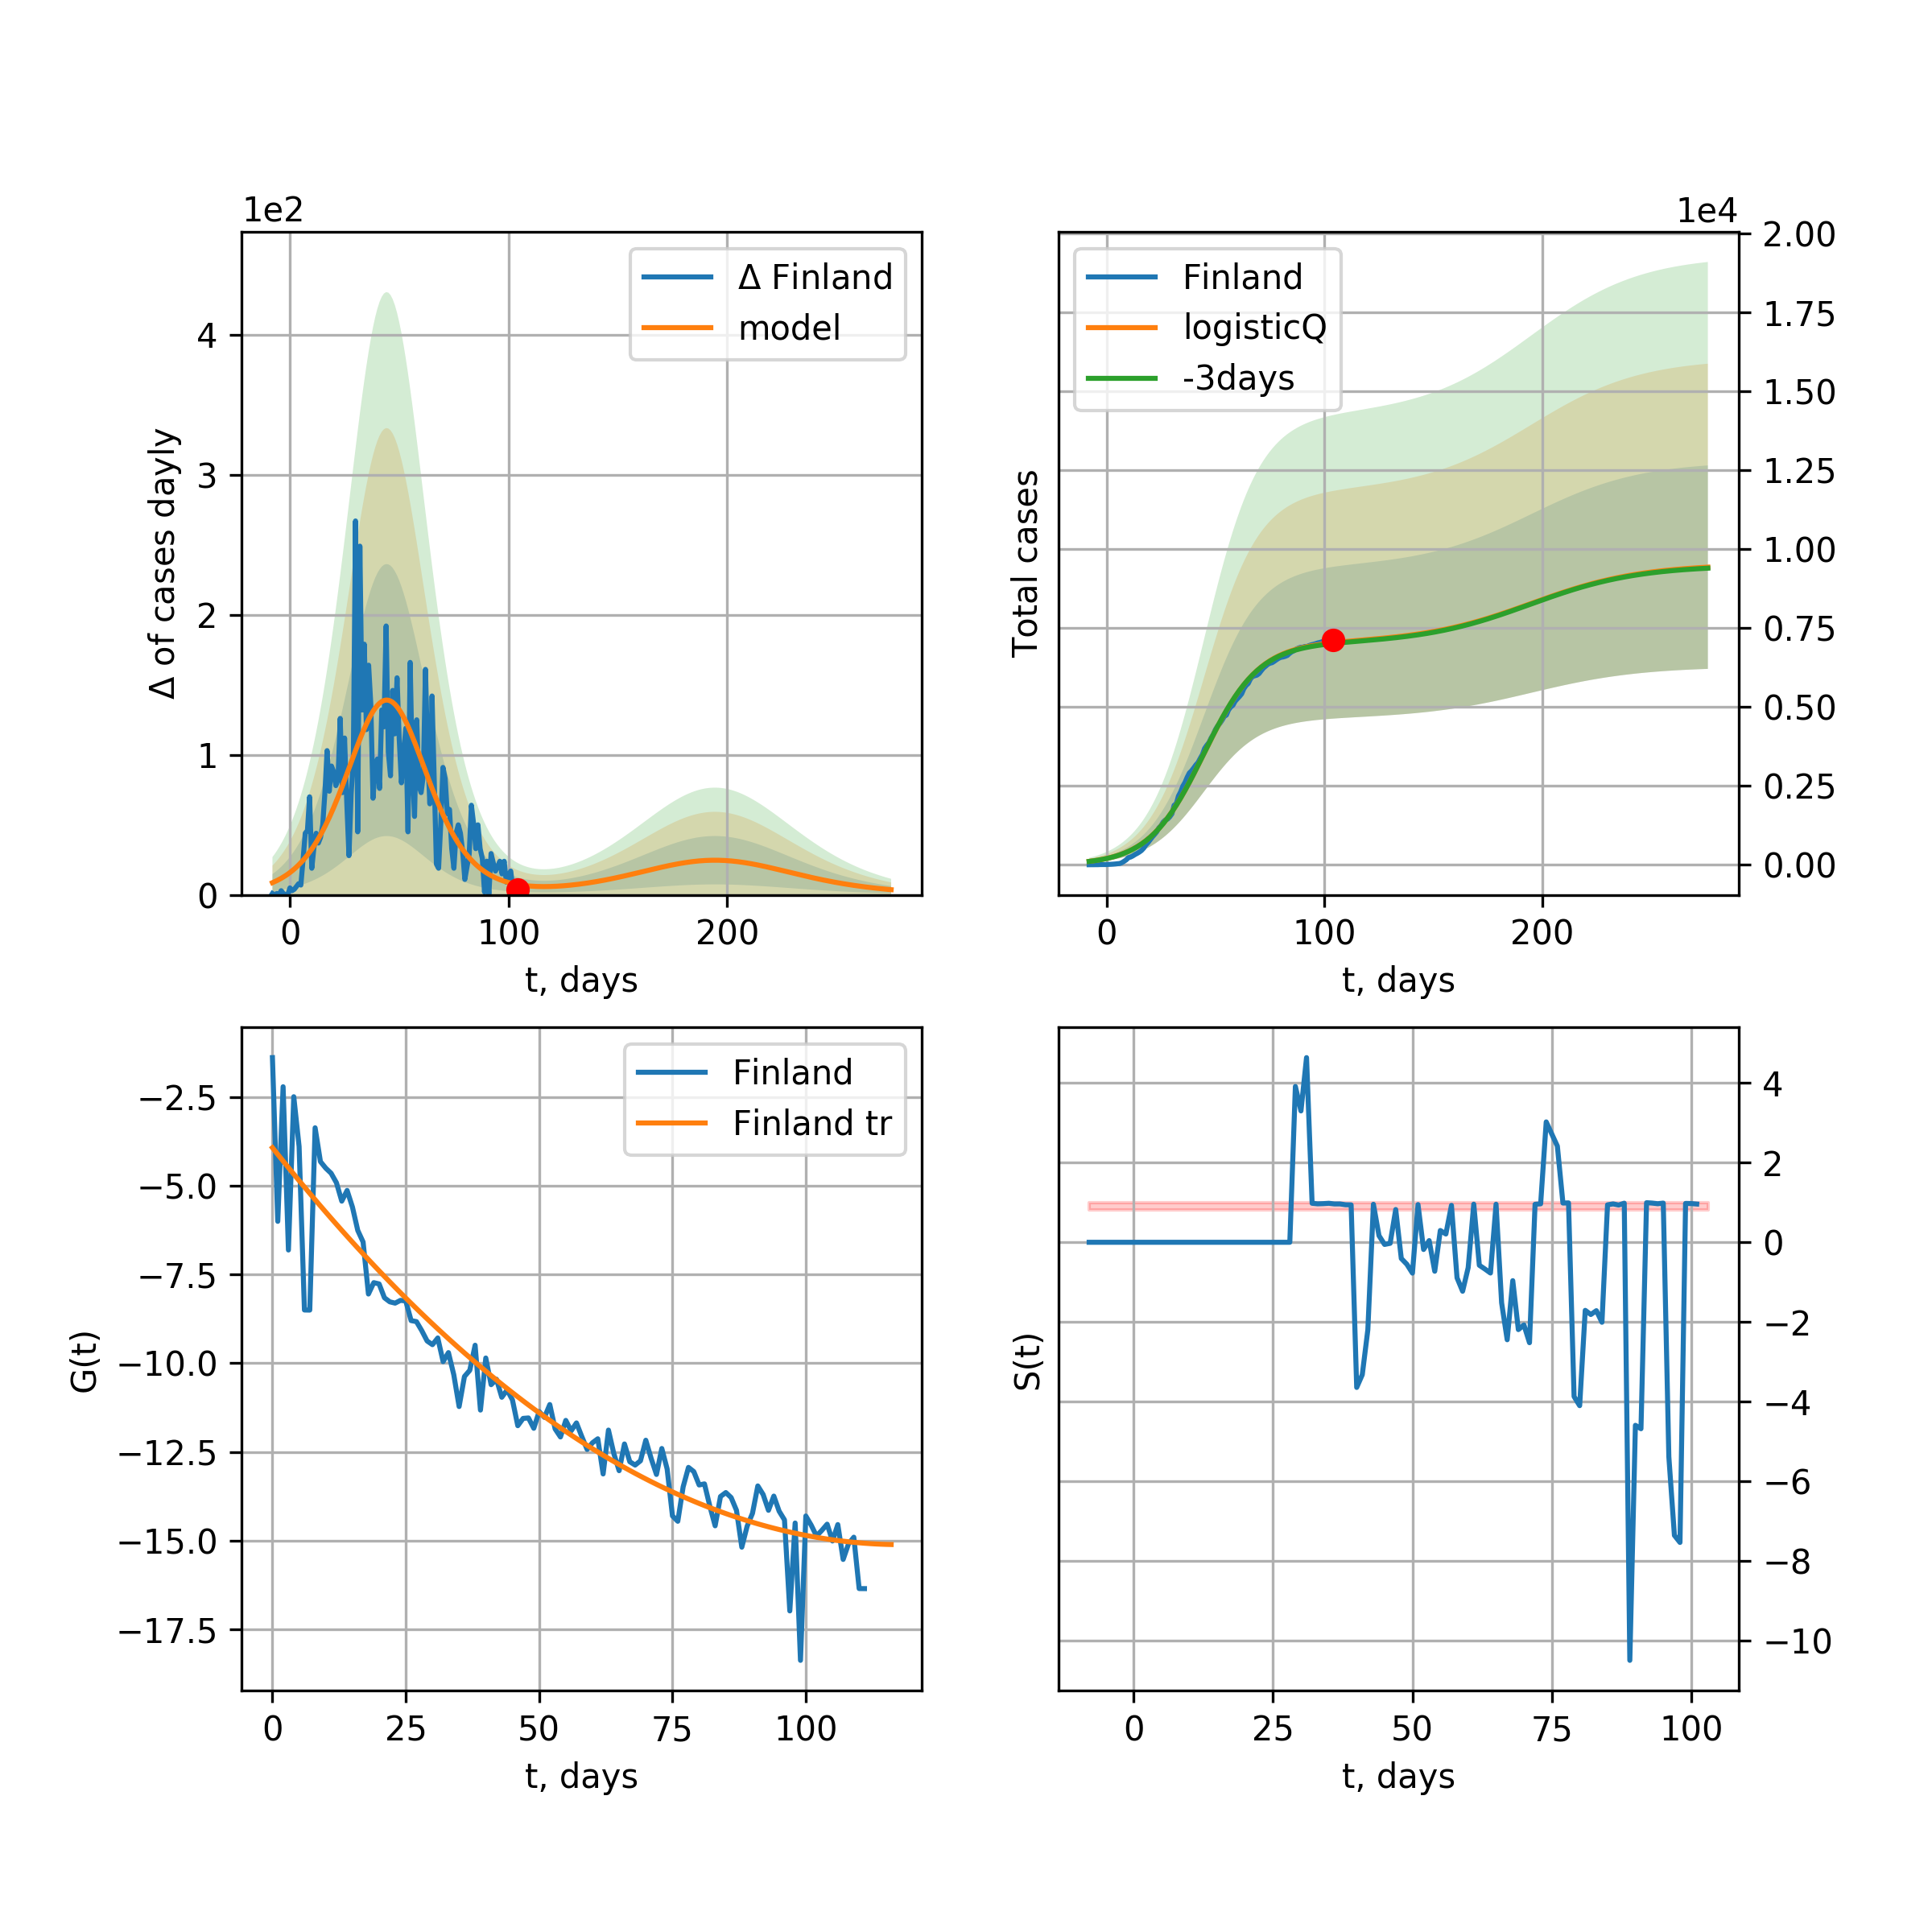 1e2
Δ Finland
model
4
3
2
1
0
Δ of cases dayly
0 100 200
t, days
1e4
Finland
logisticQ
-3days
2.00
1.75
1.50
1.25
1.00
0.75
0.50
0.25
0.00
Total cases
0 100 200
t, days
Finland
Finland tr
−2.5
−5.0
−7.5
−10.0
−12.5
−15.0
−17.5
G(t)
0 25 50 75 100
t, days
4
2
0
−2
−4
−6
−8
−10
S(t)
0 25 50 75 100
t, days